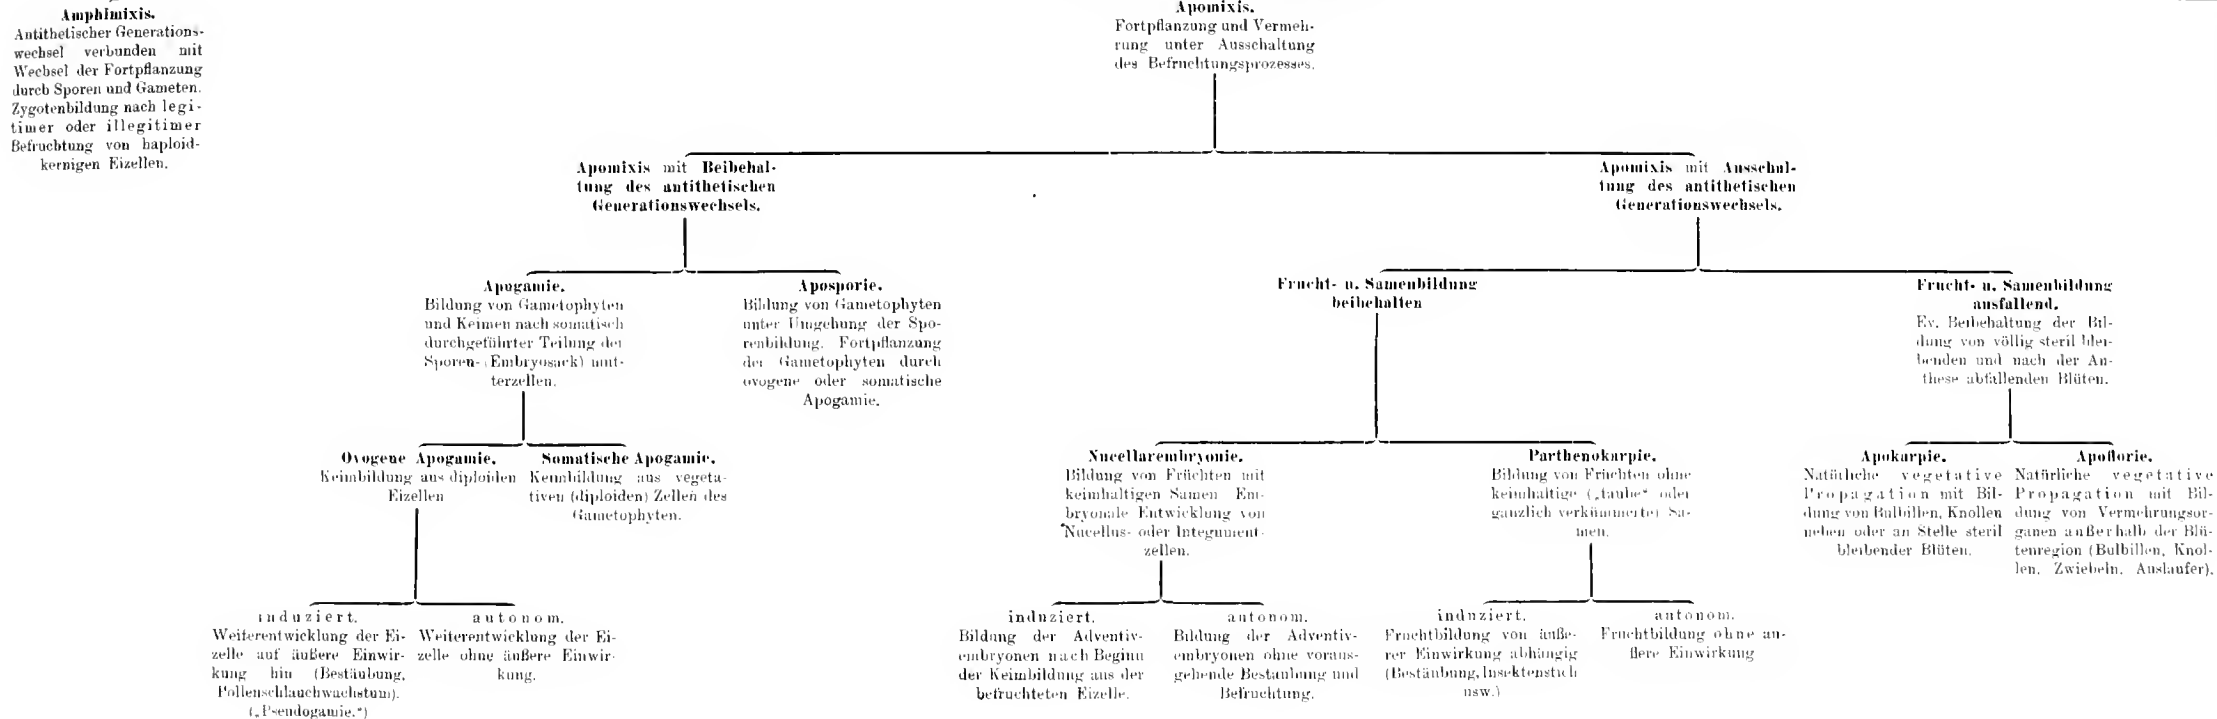 Amphimixis.
Antithetischer Generations-
wechsel verbunden mit
Wechsel der Fortpflanzung
durch Sporen und Gameten.
Zygotenbildung nach legi-
timer oder illegitimer
Befruchtung von haploid-
kernigen Eizellen.
Apomixis.
Fortpflanzung und Vermeh-
rung unter Ausschaltung
des Befruchtungsprozesses.
Apomixis mit Beibehal-
tung des antithetischen
Generationswechsels.
Apomixis mit Ausschal-
tung des antithetischen
Generationswechsels.
Apogamie.
Bildung von Gametophyten
und Keimen nach somatisch
durchgeführter Teilung der
Sporen- (Embryosack) mut-
terzellen.
Aposporie.
Bildung von Gametophyten
unter Umgehung der Spo-
renbildung. Fortpflanzung
der Gametophyten durch
ovogene oder somatische
Apogamie.
Frucht- u. Samenbildung
beibehalten
Frucht- u. Samenbildung
ausfallend.
Ev. Beibehaltung der Bil-
dung von völlig steril blei-
benden und nach der An-
these abfallenden Blüten.
Ovogene Apogamie.
Keimbildung aus diploiden
Eizellen
Somatische Apogamie.
Keimbildung aus vegeta-
tiven (diploiden) Zellen des
Gametophyten.
Nucellarembryonie.
Bildung von Früchten mit
keimhaltigen Samen Em-
bryonale Entwicklung von
Nucellus- oder Integument-
zellen.
Parthenokarpie.
Bildung von Früchten ohne
keimhaltige („taube“ oder
gänzlich verkümmerter Sa-
men.
Apokarpie.
Natürliche vegetative
Propagation mit Bil-
dung von Bulbillen, Knollen
neben oder an Stelle steril
bleibender Blüten.
Apoflorie.
Natürliche vegetative
Propagation mit Bil-
dung von Vermehrungsor-
ganen außerhalb der Blü-
tenregion (Bulbillen, Knol-
len, Zwiebeln, Ausläufer).
induziert.
Weiterentwicklung der Ei-
zelle auf äußere Einwir-
kung hin (Bestäubung,
Pollenschlauchwachstum).
(„Pseudogamie.“)
autonom.
Weiterentwicklung der Ei-
zelle ohne äußere Einwir-
kung.
induziert.
Bildung der Adventiv-
embryonen nach Beginn
der Keimbildung aus der
befruchteten Eizelle.
autonom.
Bildung der Adventiv-
embryonen ohne voraus-
gehende Bestäubung und
Befruchtung.
induziert.
Fruchtbildung von äuße-
rer Einwirkung abhängig
(Bestäubung, Insektenstich
usw.)
autonom.
Fruchtbildung ohne äu-
ßere Einwirkung